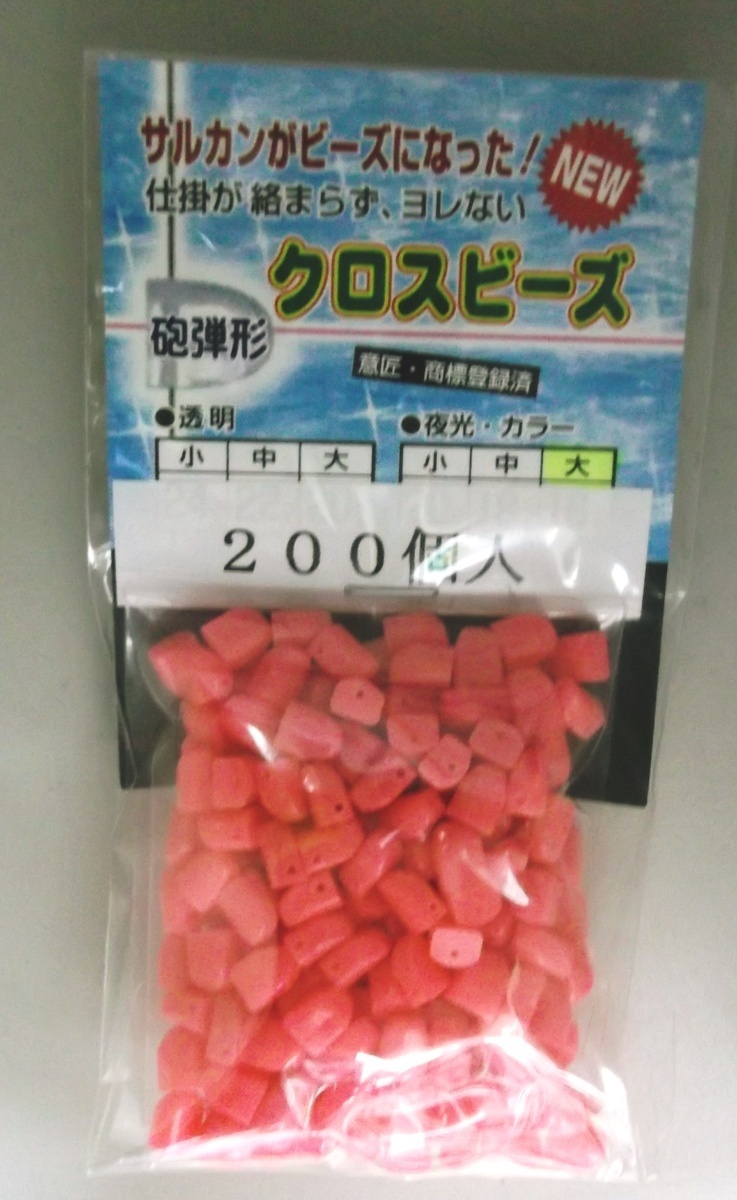 サルカンがビーズになった!
NEW
仕掛が絡まらず、ヨレない
クロスビーズ
砲弾形
意匠・商標登録済
●透明
●夜光・カラー
小 中 大
小 中 大
２００個入